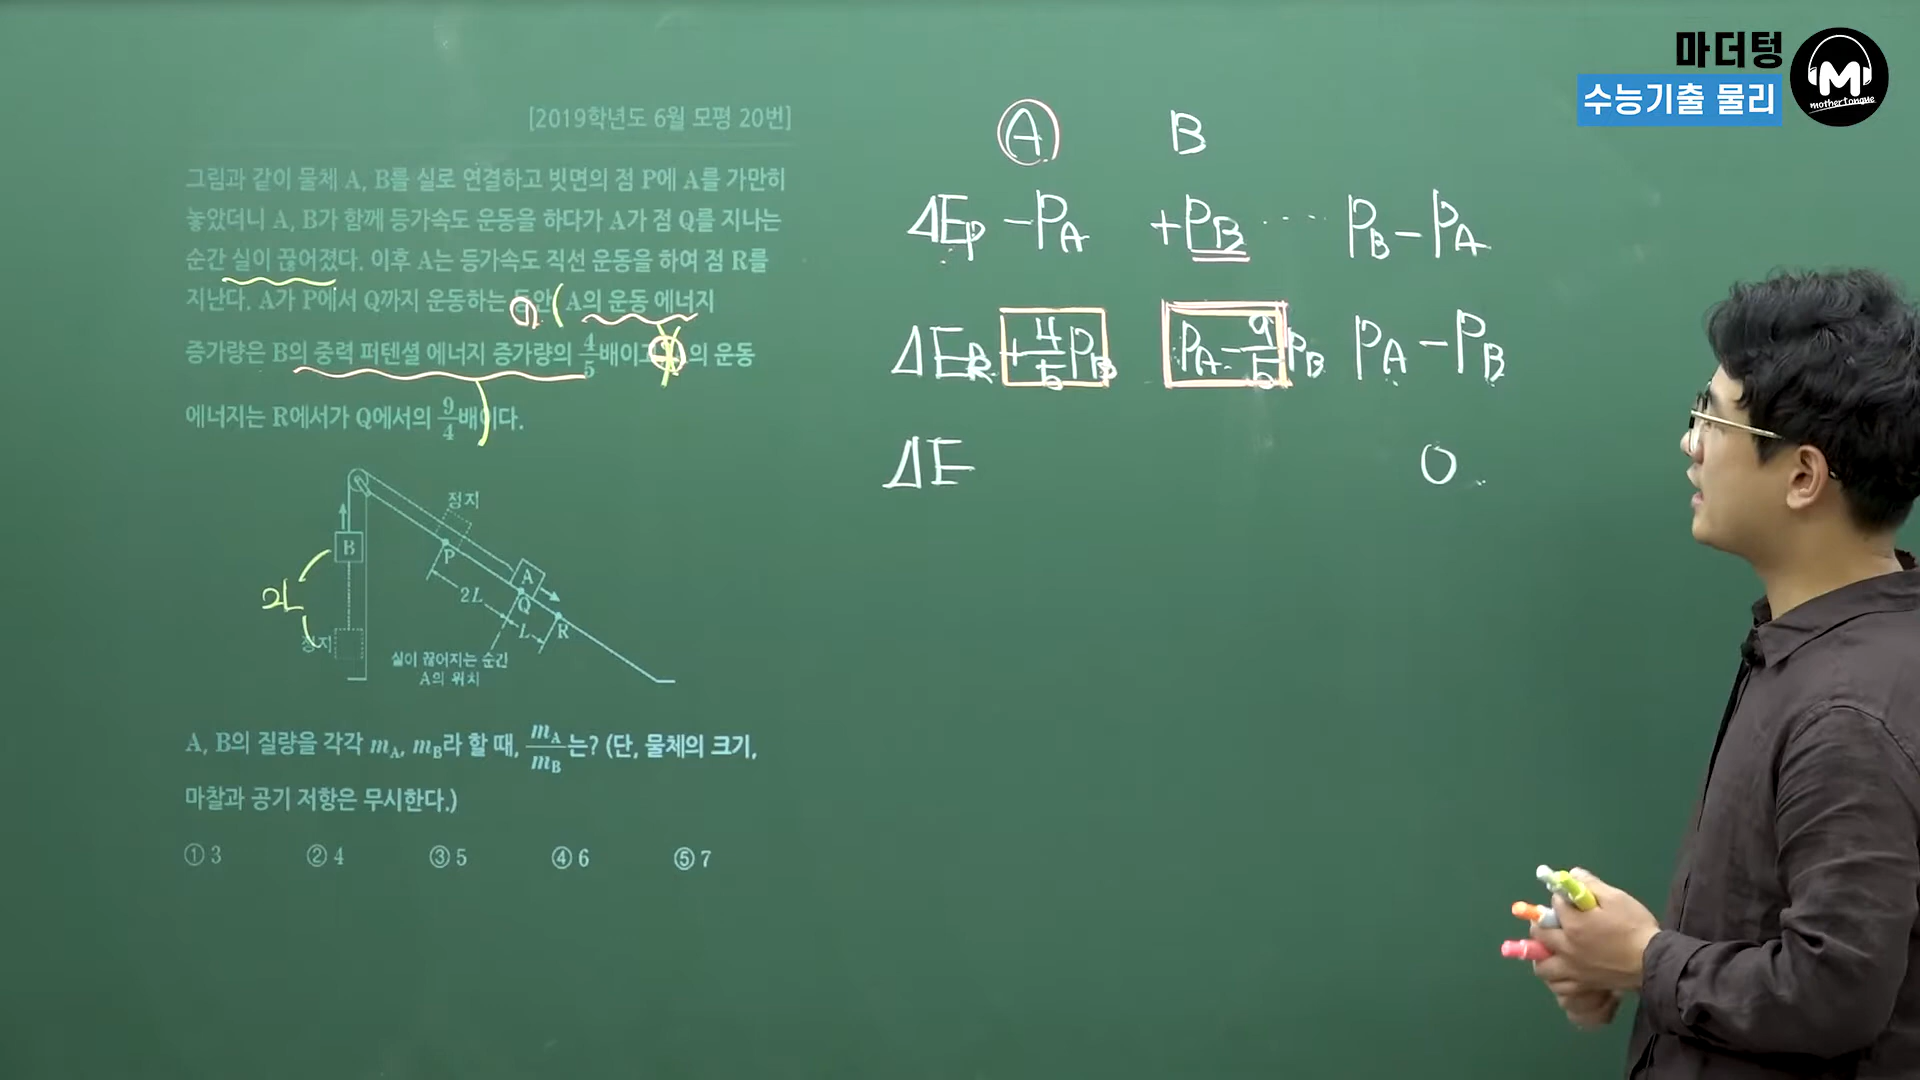 마더텅
수능기출 물리
mothertongue
[2019학년도 6월 모평 20번]
그림과 같이 물체 A, B를 실로 연결하고 빗면의 점 P에 A를 가만히
놓았더니 A, B가 함께 등가속도 운동을 하다가 A가 점 Q를 지나는
순간 실이 끊어졌다. 이후 A는 등가속도 직선 운동을 하여 점 R를
지난다. A가 P에서 Q까지 운동하는 동안 A의 운동 에너지
증가량은 B의 중력 퍼텐셜 에너지 증가량의 4/5배이고 의 운동
에너지는 R에서가 Q에서의 9/4배이다.
정지
B
P
A
2L
Q
2L
L
R
정지
실이 끊어지는 순간
A의 위치
A, B의 질량을 각각 mA, mB라 할 때, mA/mB는? (단, 물체의 크기,
마찰과 공기 저항은 무시한다.)
① 3 ② 4 ③ 5 ④ 6 ⑤ 7
A B
ΔEP -PA +PB ···· PB-PA
ΔER +4/5PB PA-9/5PB PA-PB
ΔE 0